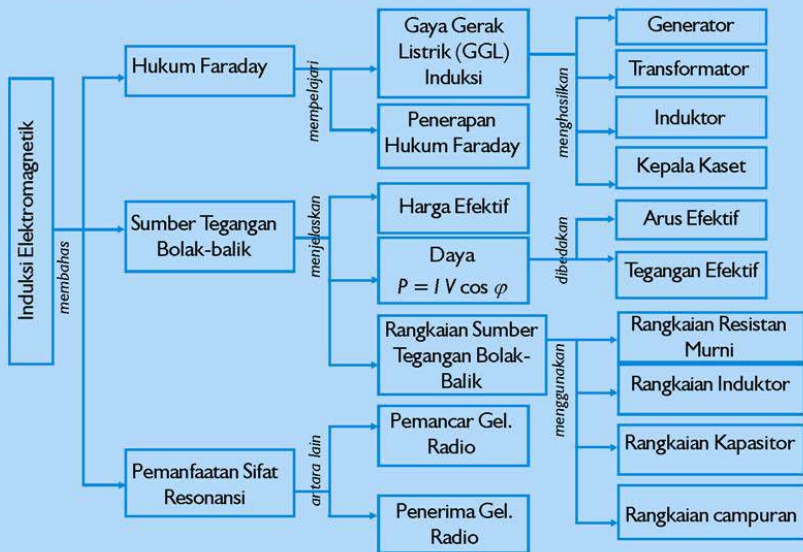 Induksi Elektromagnetik
membahas
Hukum Faraday
mempelajari
Gaya Gerak
Listrik (GGL)
Induksi
Penerapan
Hukum Faraday
menghasilkan
Generator
Transformator
Induktor
Kepala Kaset
Sumber Tegangan
Bolak-balik
menjelaskan
Harga Efektif
Daya
P = I V cos φ
dibedakan
Arus Efektif
Tegangan Efektif
Rangkaian Sumber
Tegangan Bolak-
Balik
menggunakan
Rangkaian Resistan
Murni
Rangkaian Induktor
Rangkaian Kapasitor
Rangkaian campuran
Pemanfaatan Sifat
Resonansi
antara lain
Pemancar Gel.
Radio
Penerima Gel.
Radio